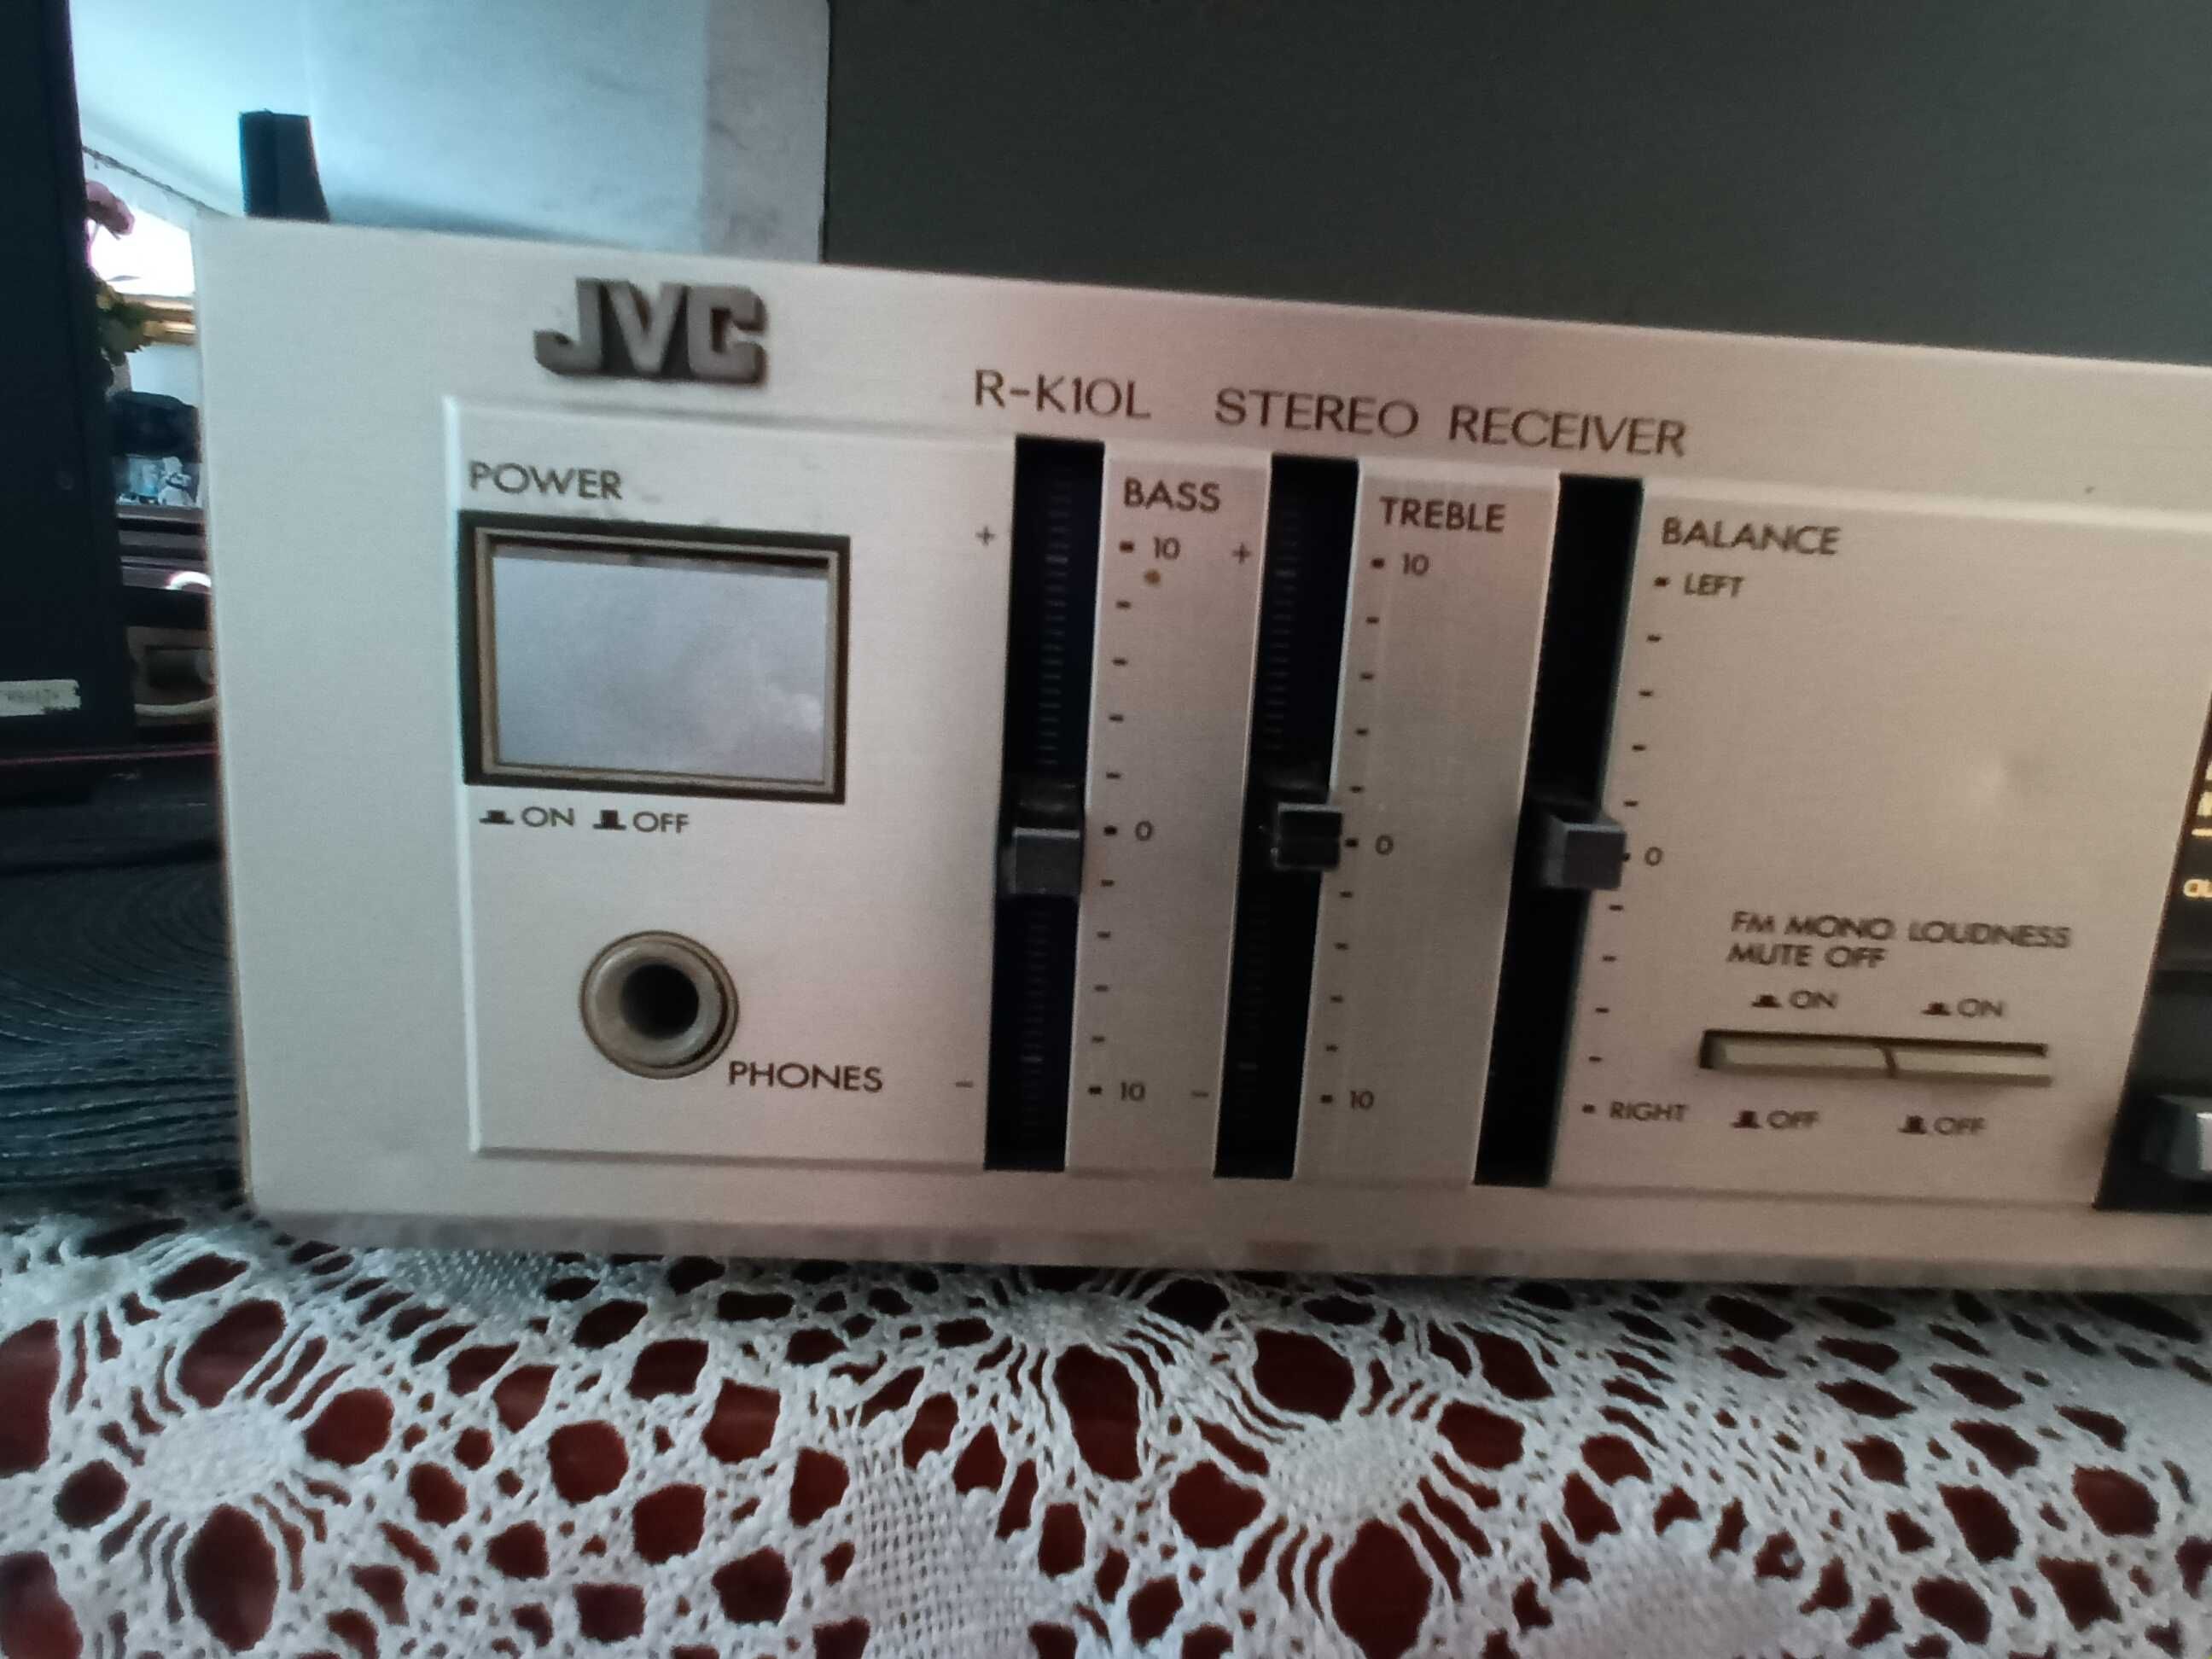 JVC
R-K10L STEREO RECEIVER
POWER
ON OFF
PHONES
+ BASS
10
0
- 10
+ TREBLE
10
0
- 10
BALANCE
LEFT
0
RIGHT
FM MONO LOUDNESS
MUTE OFF
ON ON
OFF OFF